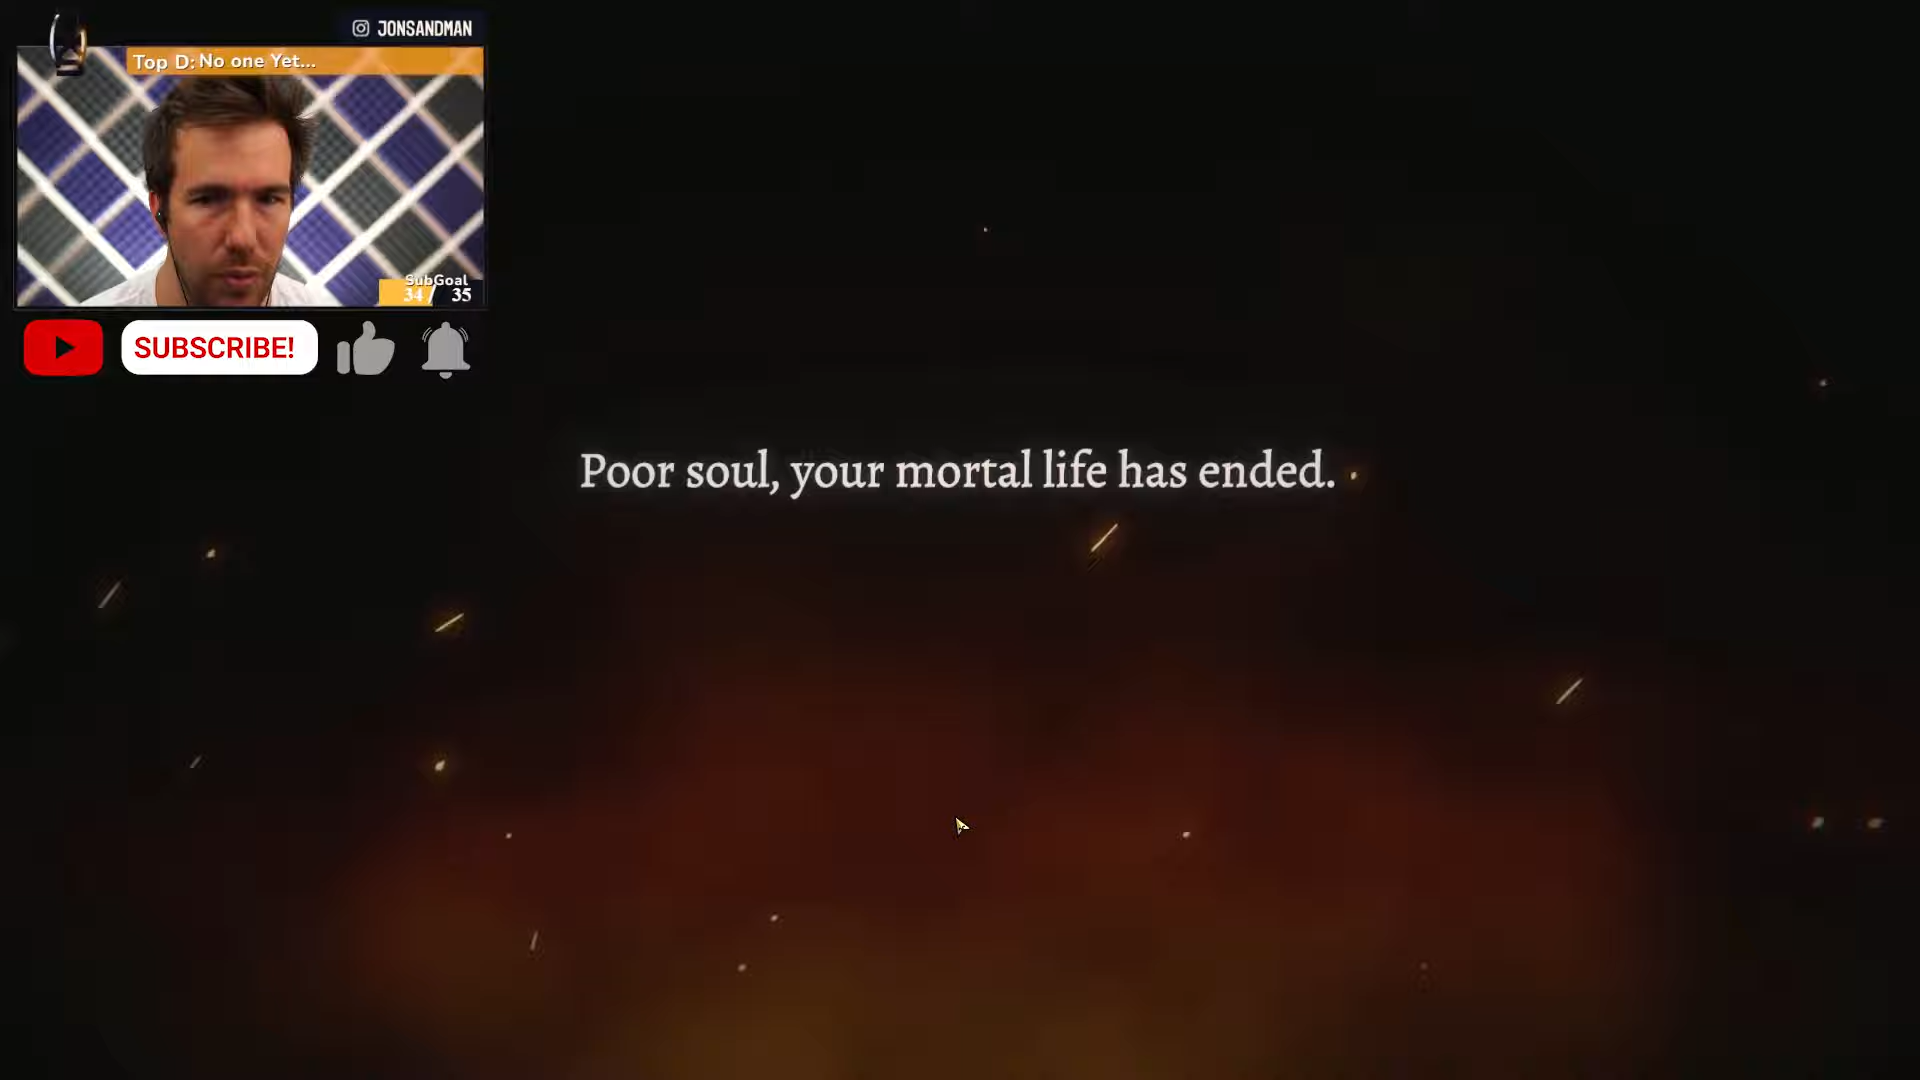 JONSANDMAN
Top D: No one Yet...
SubGoal
34 / 35
SUBSCRIBE!
Poor soul, your mortal life has ended.